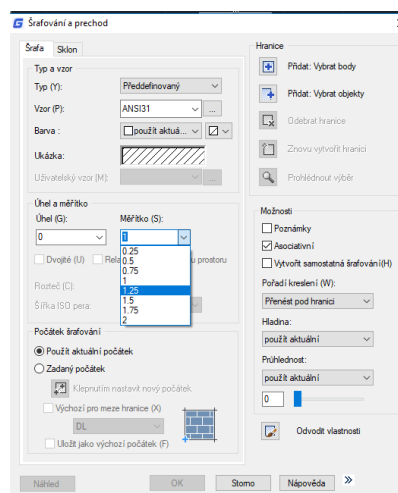 Šrafování a prechod
Šrafa Sklon
Typ a vzor
Typ (Y): Předdefinovaný
Vzor (P): ANSI31 ...
Barva : použít aktuá...
Ukázka:
Uživatelský vzor (M): ...
Úhel a měřítko
Úhel (G): Měřítko (S):
0 1
0.25
0.5
0.75
1
1.25
1.5
1.75
2
Dvojité (U) Rela u prostoru
Rozteč (C):
Šířka ISO pera:
Počátek šrafování
Použít aktuální počátek
Zadaný počátek
Klepnutím nastavit nový počátek
Výchozí pro meze hranice (X)
DL
Uložit jako výchozí počátek (F)
Hranice
Přidat: Vybrat body
Přidat: Vybrat objekty
Odebrat hranice
Znovu vytvořit hranici
Prohlédnout výběr
Možnosti
Poznámky
Asociativní
Vytvořit samostatná šrafování(H)
Pořadí kreslení (W):
Přenést pod hranici
Hladina:
použít aktuální
Průhlednost:
použít aktuální
0
Odvodit vlastnosti
Náhled OK Storno Nápověda